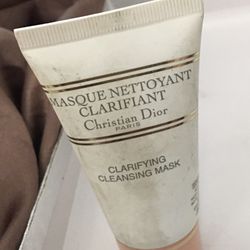 MASQUE NETTOYANT
CLARIFIANT
Christian Dior
PARIS
CLARIFYING
CLEANSING MASK